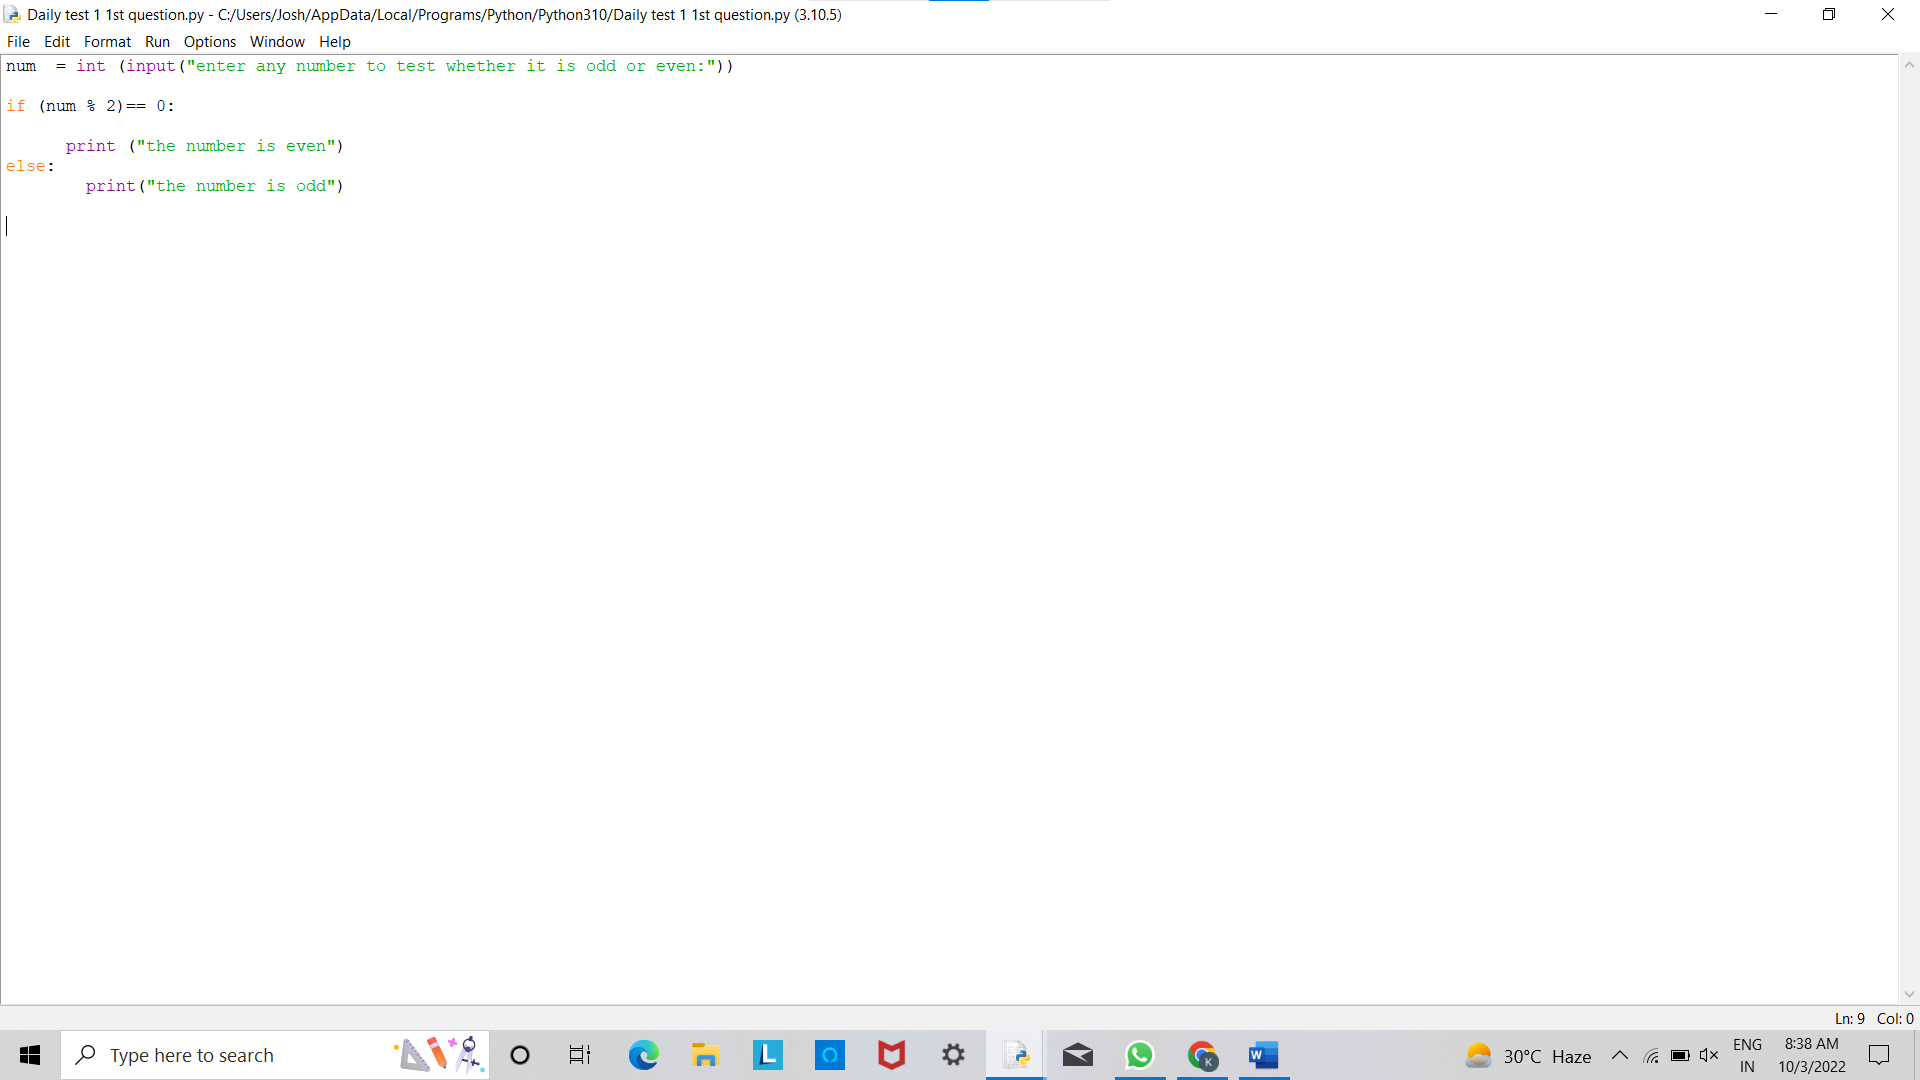 Daily test 1 1st question.py - C:/Users/Josh/AppData/Local/Programs/Python/Python310/Daily test 1 1st question.py (3.10.5)
File Edit Format Run Options Window Help
num  = int (input("enter any number to test whether it is odd or even:"))
if (num % 2)== 0:
      print ("the number is even")
else:
        print("the number is odd")
Ln: 9 Col: 0
Type here to search
L
K
W
30°C Haze
ENG
IN
8:38 AM
10/3/2022